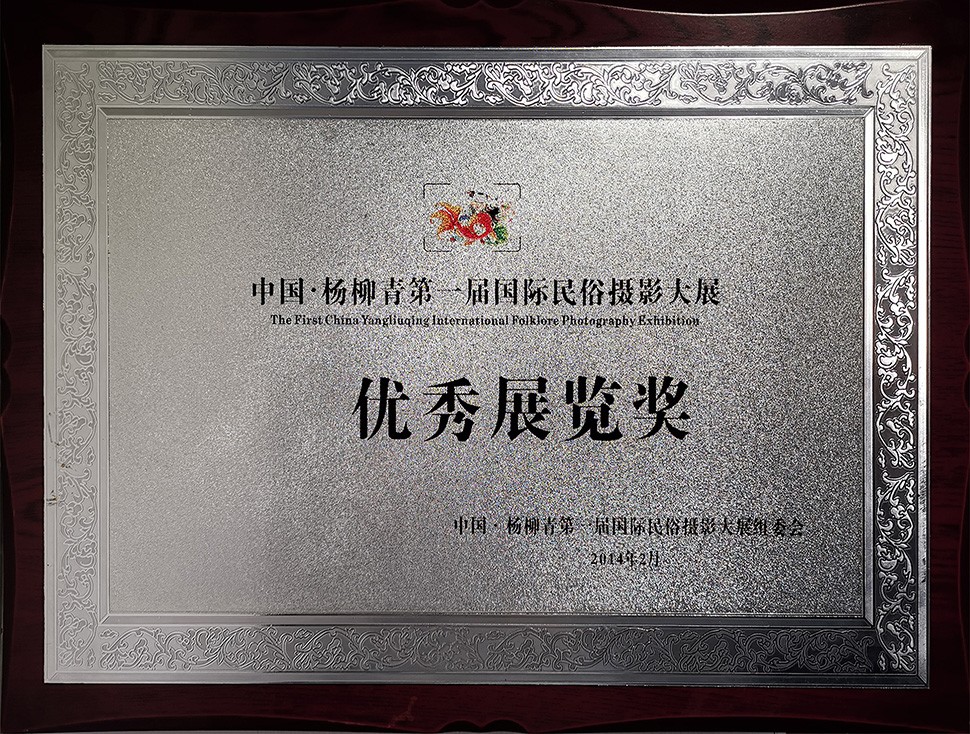 中国·杨柳青第一届国际民俗摄影大展
The First China Yangliuqing International Folklore Photography Exhibition
优秀展览奖
中国·杨柳青第一届国际民俗摄影大展组委会
2014年2月